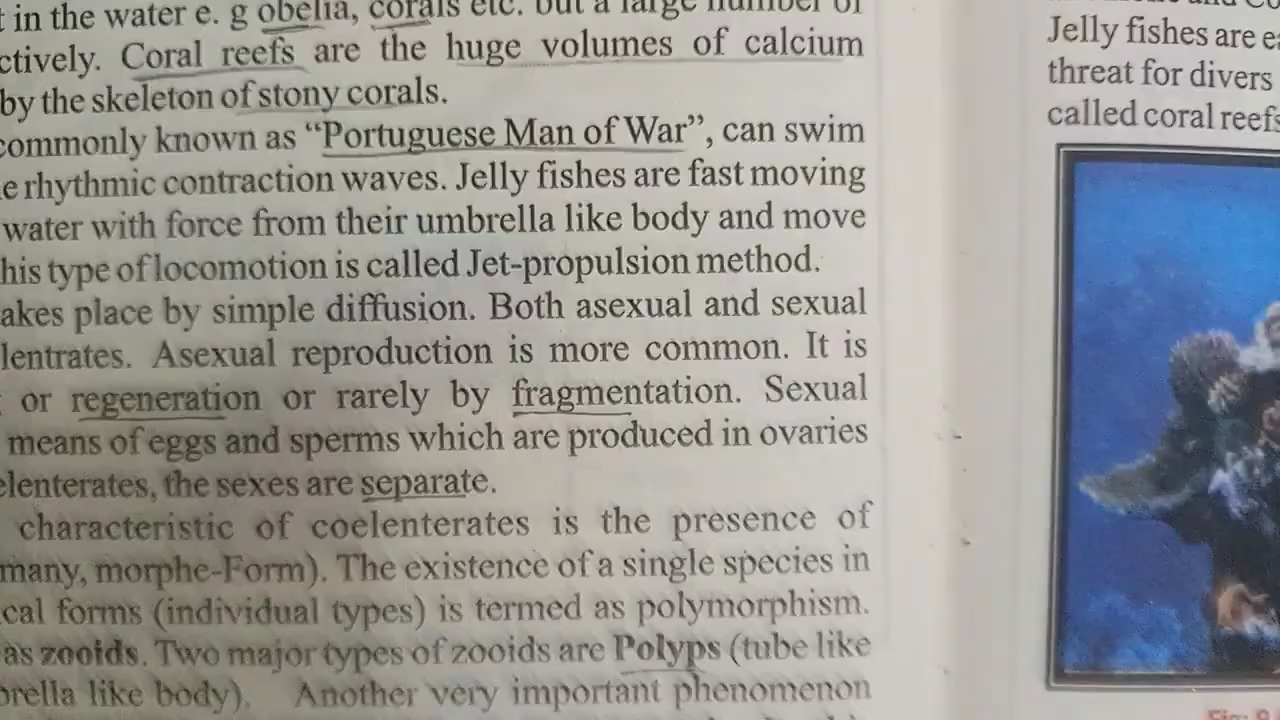 in the water e. g obelia, corals etc. but a large number of
ctively. Coral reefs are the huge volumes of calcium
by the skeleton of stony corals.
commonly known as “Portuguese Man of War”, can swim
e rhythmic contraction waves. Jelly fishes are fast moving
water with force from their umbrella like body and move
his type of locomotion is called Jet-propulsion method.
akes place by simple diffusion. Both asexual and sexual
lentrates. Asexual reproduction is more common. It is
or regeneration or rarely by fragmentation. Sexual
means of eggs and sperms which are produced in ovaries
elenterates, the sexes are separate.
characteristic of coelenterates is the presence of
many, morphe-Form). The existence of a single species in
cal forms (individual types) is termed as polymorphism.
as zooids. Two major types of zooids are Polyps (tube like
brella like body). Another very important phenomenon
Jelly fishes are ea
threat for divers
called coral reefs